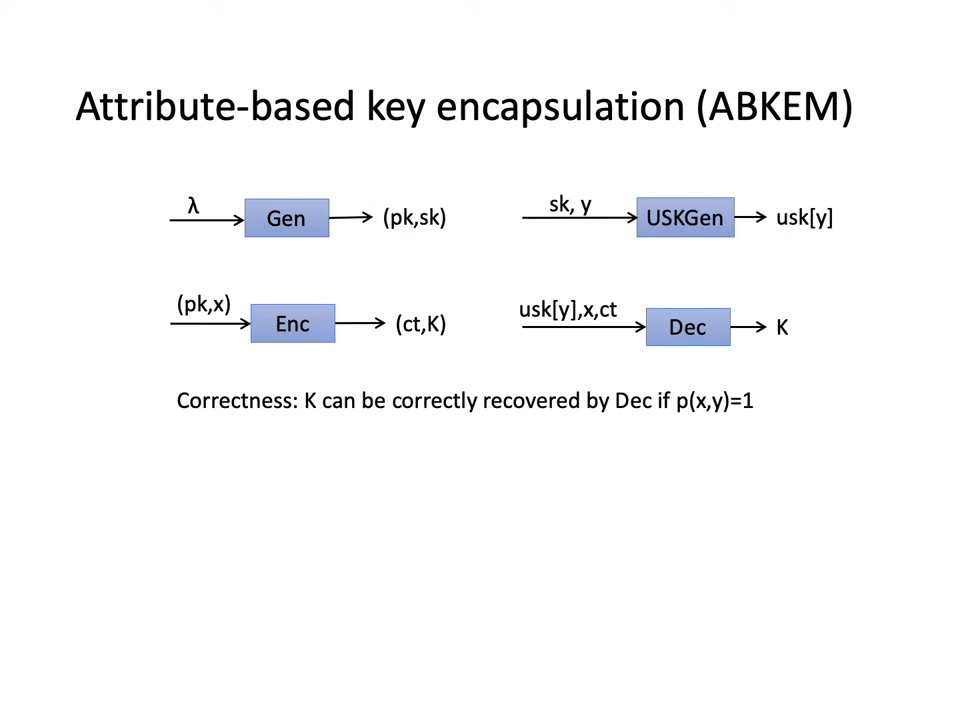 Attribute-based key encapsulation (ABKEM)
λ
Gen
(pk,sk)
sk, y
USKGen
usk[y]
(pk,x)
Enc
(ct,K)
usk[y],x,ct
Dec
K
Correctness: K can be correctly recovered by Dec if p(x,y)=1